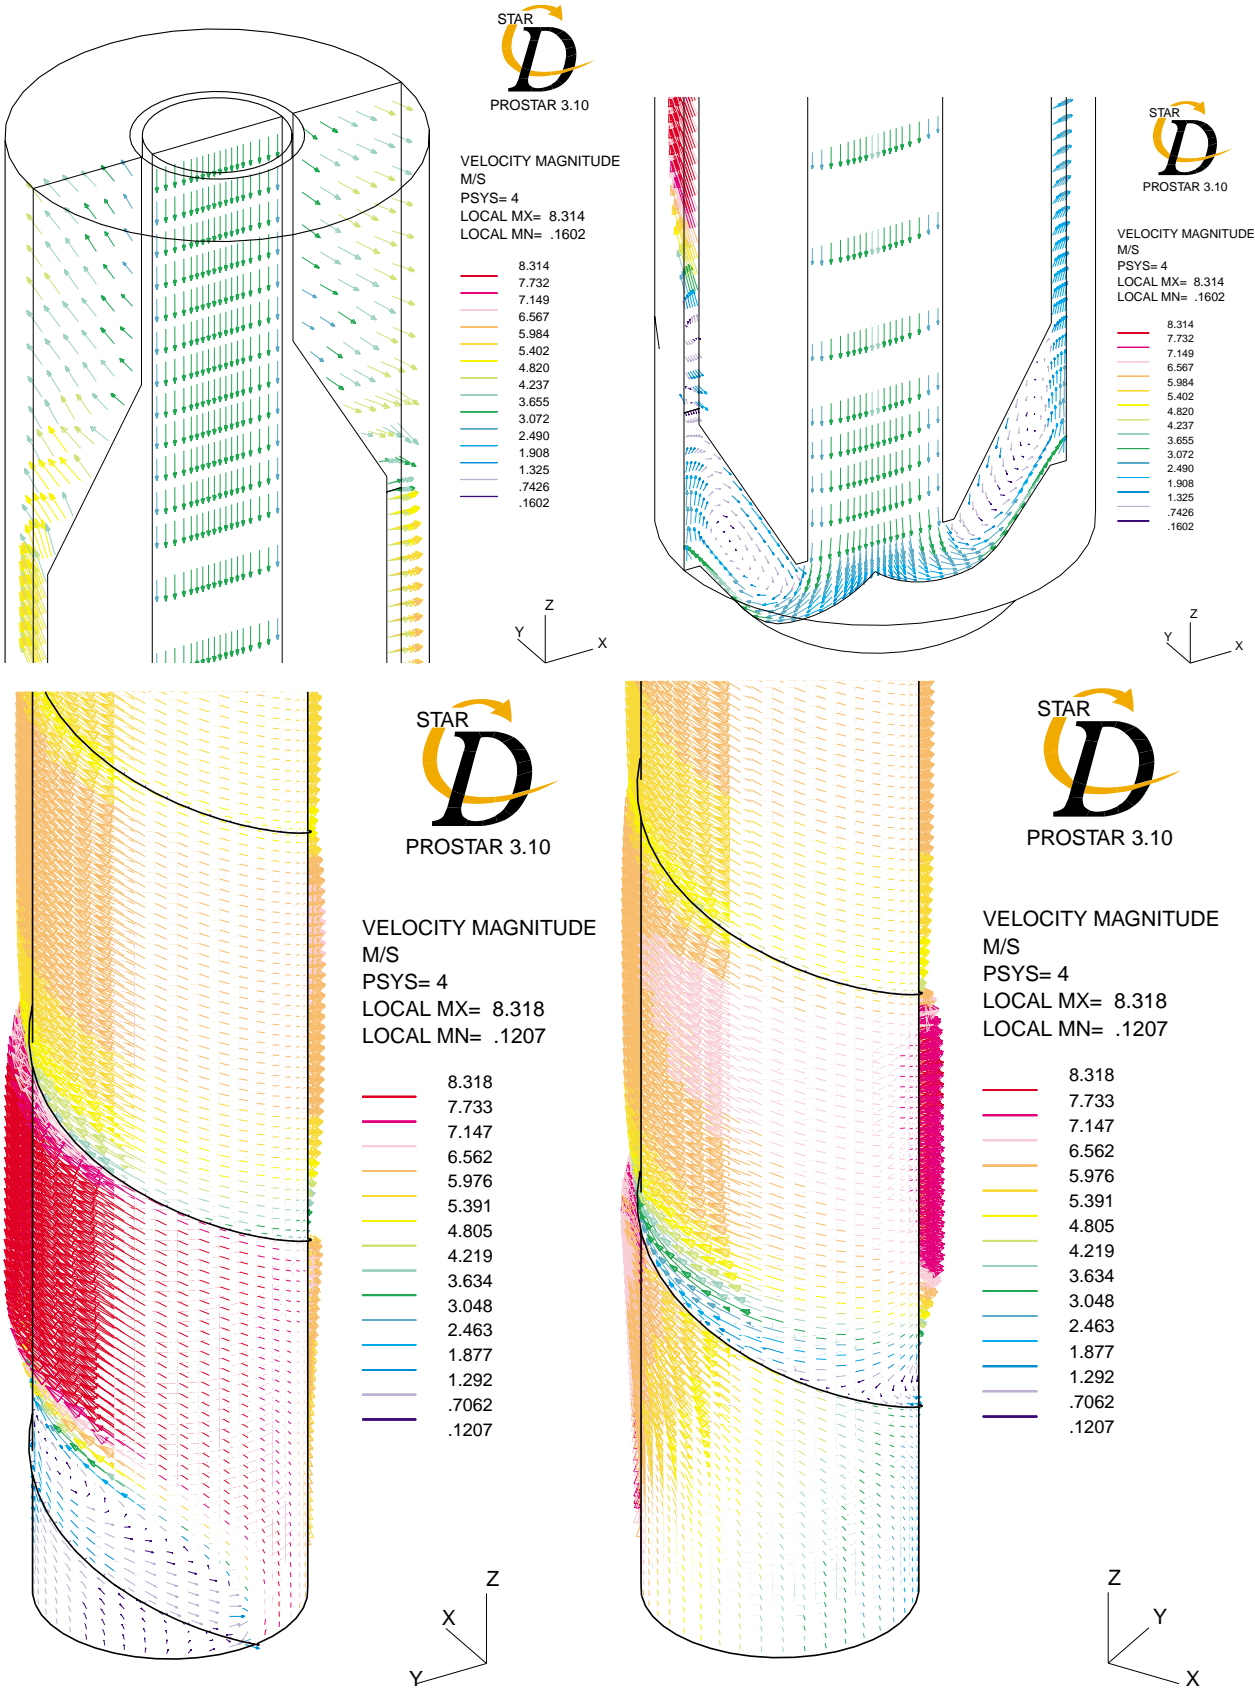 STAR
D
PROSTAR 3.10
VELOCITY MAGNITUDE
M/S
PSYS= 4
LOCAL MX= 8.314
LOCAL MN= .1602
8.314
7.732
7.149
6.567
5.984
5.402
4.820
4.237
3.655
3.072
2.490
1.908
1.325
.7426
.1602
Z
Y
X
STAR
D
PROSTAR 3.10
VELOCITY MAGNITUDE
M/S
PSYS= 4
LOCAL MX= 8.314
LOCAL MN= .1602
8.314
7.732
7.149
6.567
5.984
5.402
4.820
4.237
3.655
3.072
2.490
1.908
1.325
.7426
.1602
Z
Y
X
STAR
D
PROSTAR 3.10
VELOCITY MAGNITUDE
M/S
PSYS= 4
LOCAL MX= 8.318
LOCAL MN= .1207
8.318
7.733
7.147
6.562
5.976
5.391
4.805
4.219
3.634
3.048
2.463
1.877
1.292
.7062
.1207
Z
X
Y
STAR
D
PROSTAR 3.10
VELOCITY MAGNITUDE
M/S
PSYS= 4
LOCAL MX= 8.318
LOCAL MN= .1207
8.318
7.733
7.147
6.562
5.976
5.391
4.805
4.219
3.634
3.048
2.463
1.877
1.292
.7062
.1207
Z
Y
X